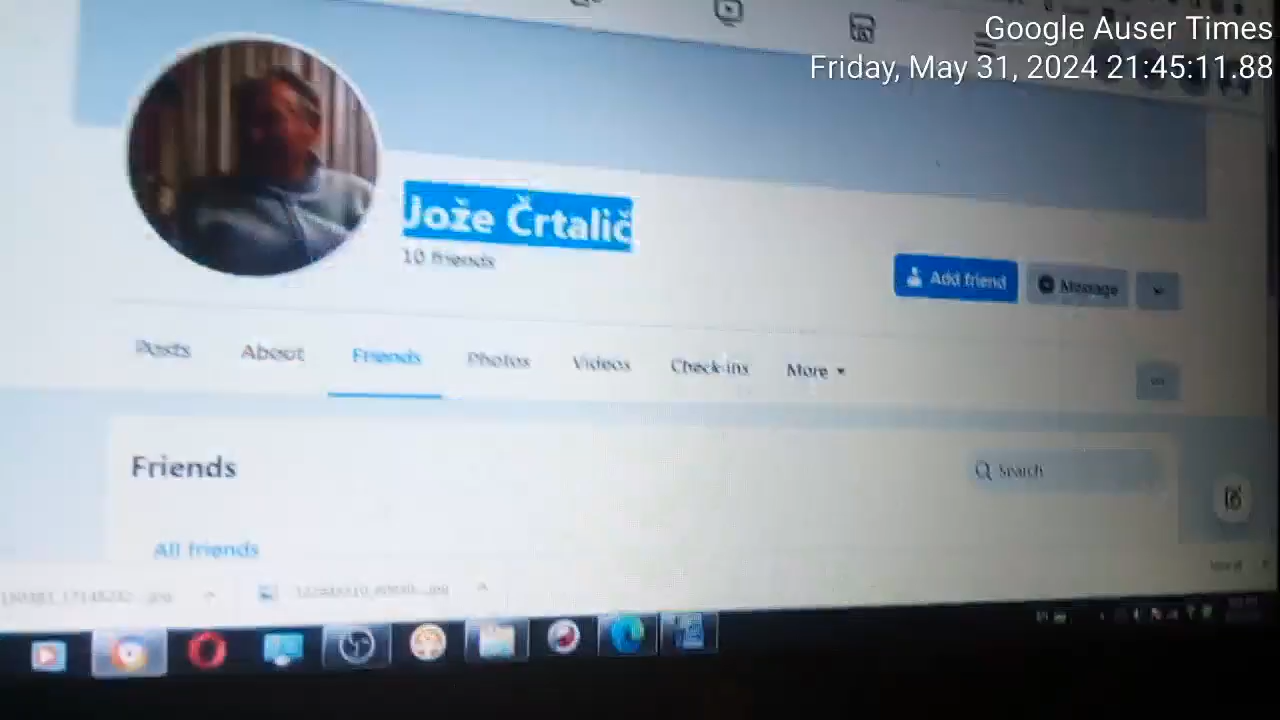 Google Auser Times
Friday, May 31, 2024 21:45:11.88
Jože Črtalič
10 friends
Add friend
Message
Posts
About
Friends
Photos
Videos
Check-ins
More
Friends
Search
All friends